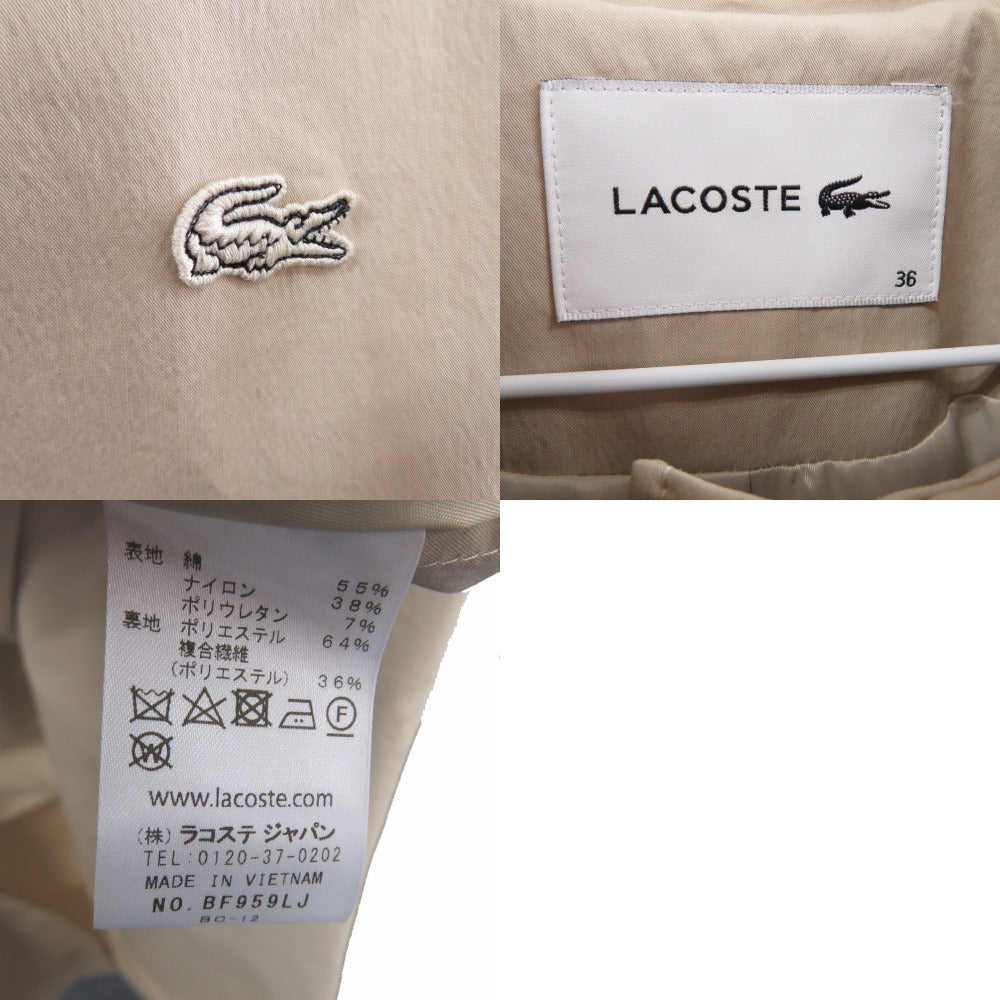 LACOSTE
36
表地 綿 55%
ナイロン 38%
ポリウレタン 7%
裏地 ポリエステル 64%
複合繊維
(ポリエステル) 36%
F
W
www.lacoste.com
(株) ラコステ ジャパン
TEL:0120-37-0202
MADE IN VIETNAM
NO. BF959LJ
BC-12